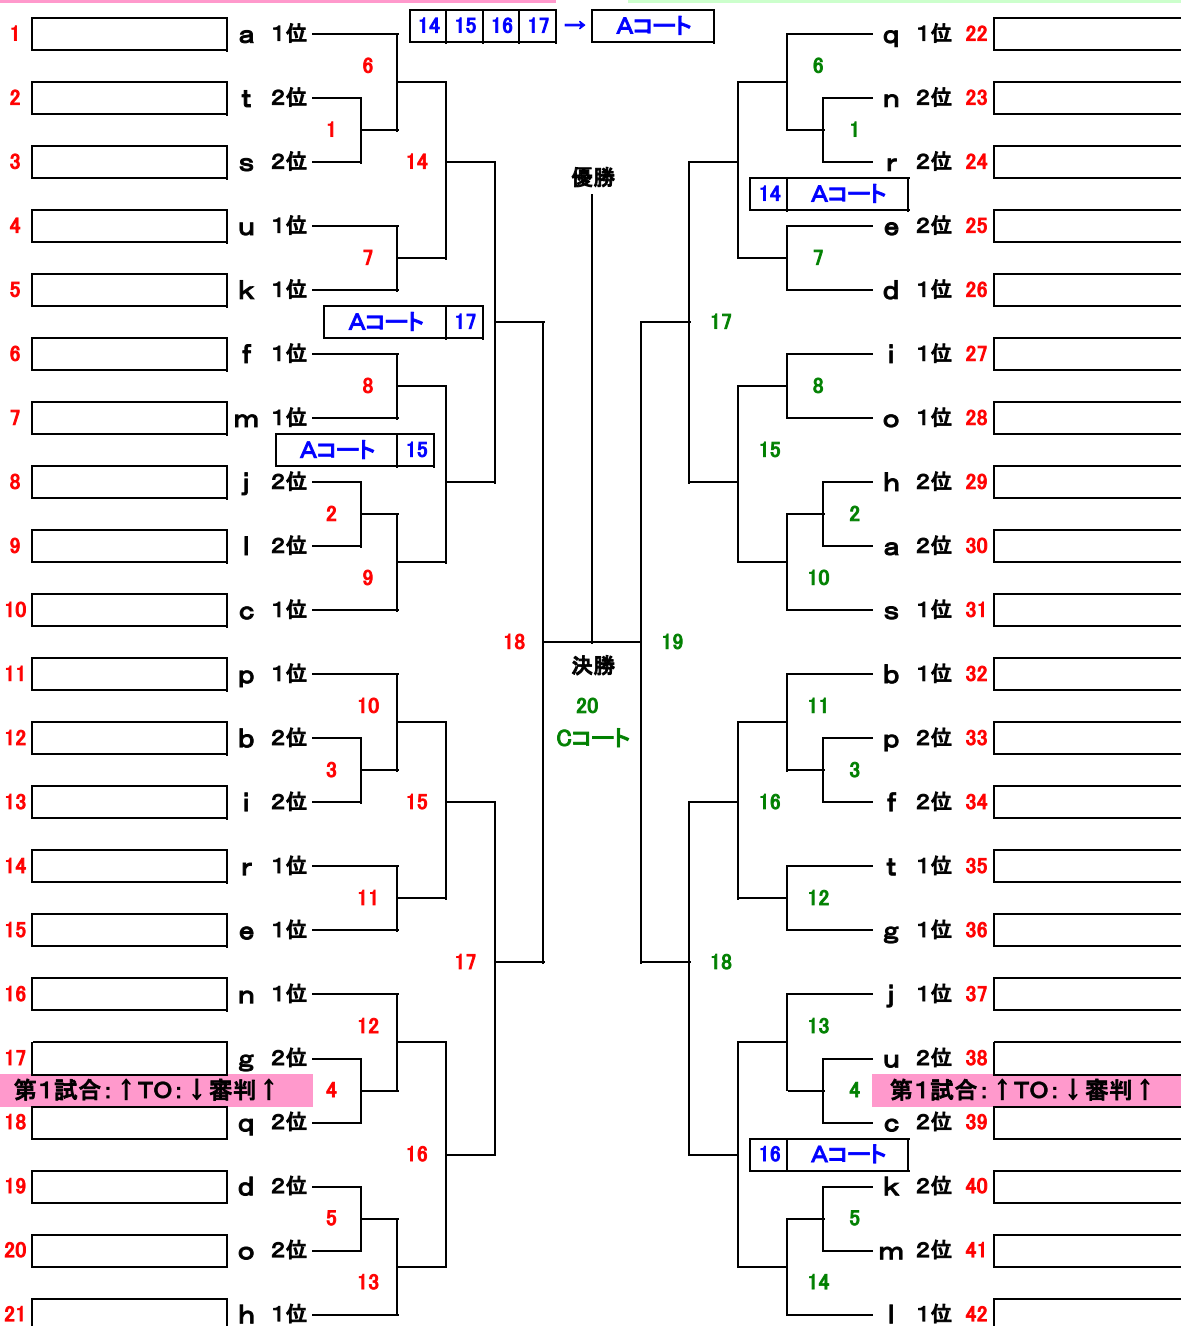 14 15 16 17 → Aコート
1 a 1位
6
2 t 2位
1
3 s 2位
14
4 u 1位
7
5 k 1位
Aコート 17
6 f 1位
8
7 m 1位
Aコート 15
8 j 2位
2
9 l 2位
9
10 c 1位
18
11 p 1位
10
12 b 2位
3
13 i 2位
15
14 r 1位
11
15 e 1位
17
16 n 1位
12
17 g 2位
第1試合:↑TO:↓審判↑
4
18 q 2位
16
19 d 2位
5
20 o 2位
13
21 h 1位
優勝
決勝
20
Cコート
q 1位 22
6
n 2位 23
1
r 2位 24
14 Aコート
e 2位 25
7
d 1位 26
17
i 1位 27
8
o 1位 28
15
h 2位 29
2
a 2位 30
10
s 1位 31
19
b 1位 32
11
p 2位 33
3
f 2位 34
16
t 1位 35
12
g 1位 36
18
j 1位 37
13
u 2位 38
4
第1試合:↑TO:↓審判↑
c 2位 39
16 Aコート
k 2位 40
5
m 2位 41
14
l 1位 42